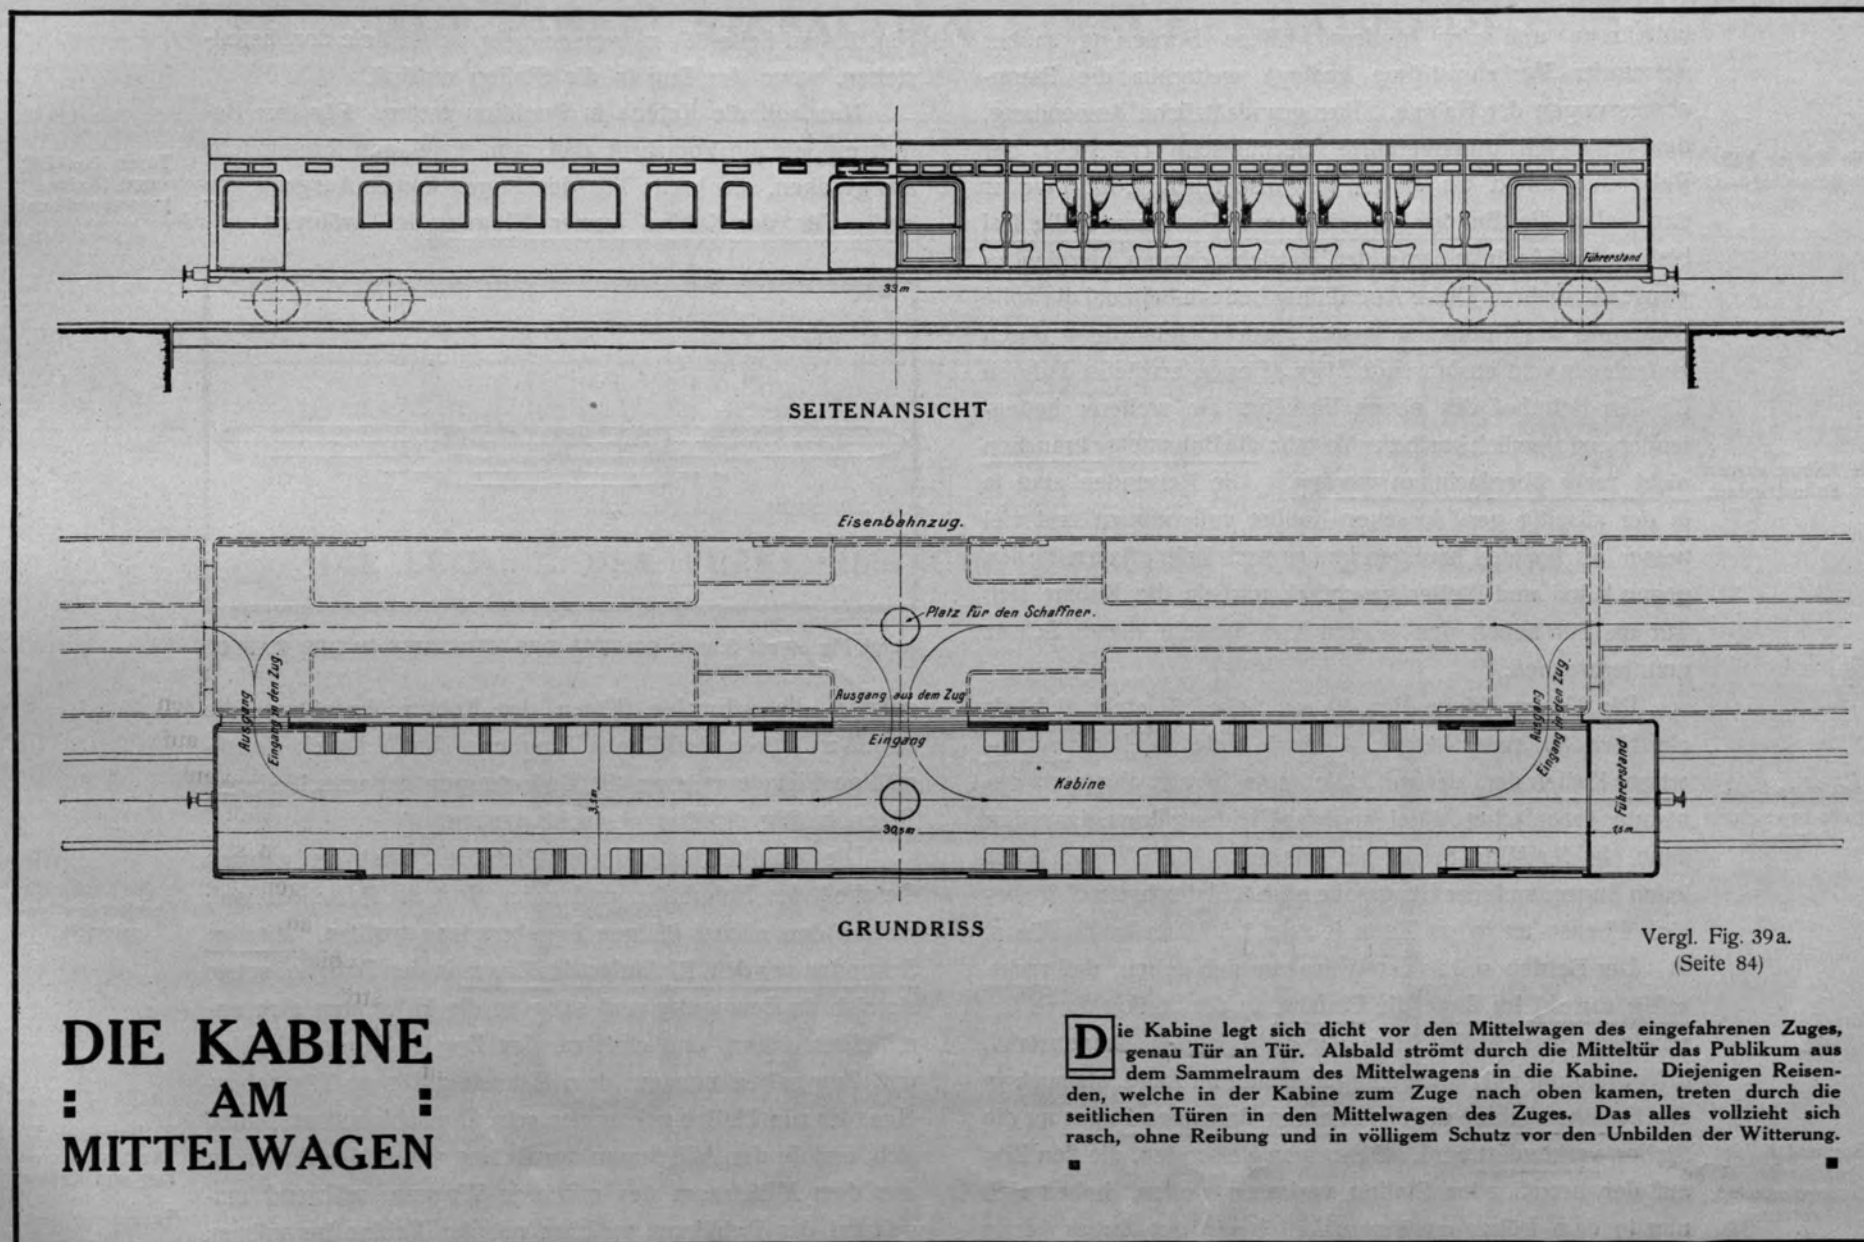 Führerstand
33 m
SEITENANSICHT
Eisenbahnzug.
Platz für den Schaffner.
Ausgang
Eingang in den Zug.
Ausgang aus dem Zug
Ausgang
Eingang in den Zug.
Eingang
Kabine
Führerstand
GRUNDRISS
Vergl. Fig. 39a.
(Seite 84)
DIE KABINE
: AM :
MITTELWAGEN
Die Kabine legt sich dicht vor den Mittelwagen des eingefahrenen Zuges,
genau Tür an Tür. Alsbald strömt durch die Mitteltür das Publikum aus
dem Sammelraum des Mittelwagens in die Kabine. Diejenigen Reisen-
den, welche in der Kabine zum Zuge nach oben kamen, treten durch die
seitlichen Türen in den Mittelwagen des Zuges. Das alles vollzieht sich
rasch, ohne Reibung und in völligem Schutz vor den Unbilden der Witterung.